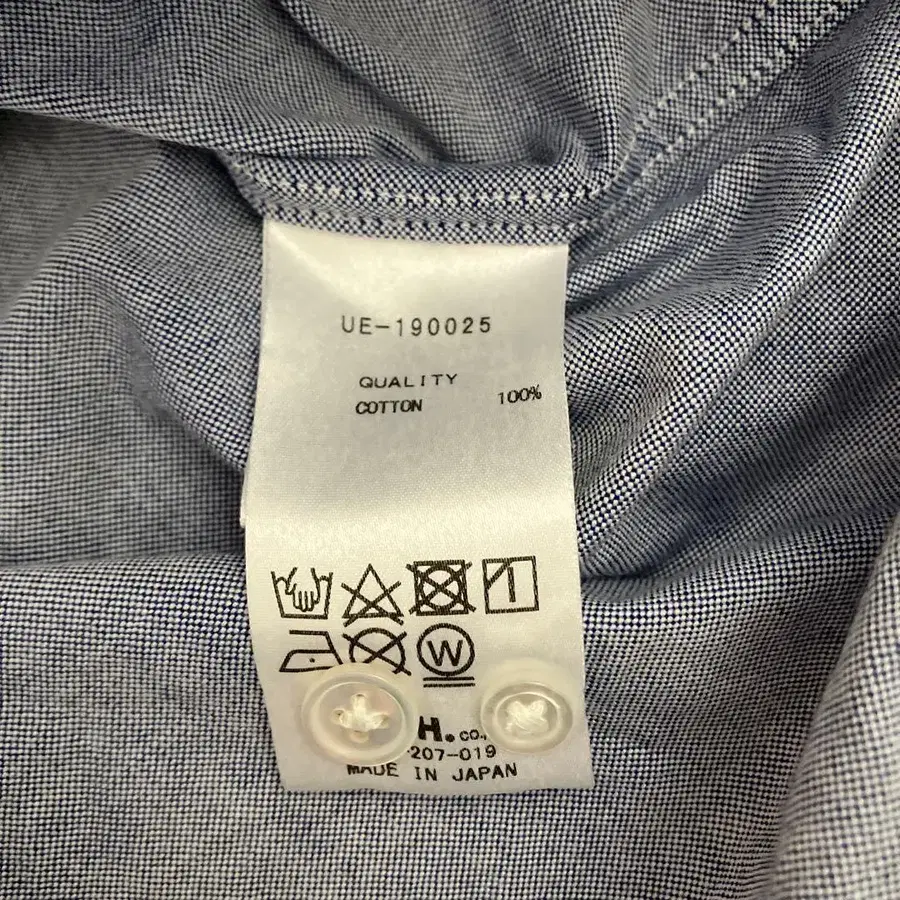 UE-190025
QUALITY
COTTON 100%
W
H. CO.,
207-019
MADE IN JAPAN